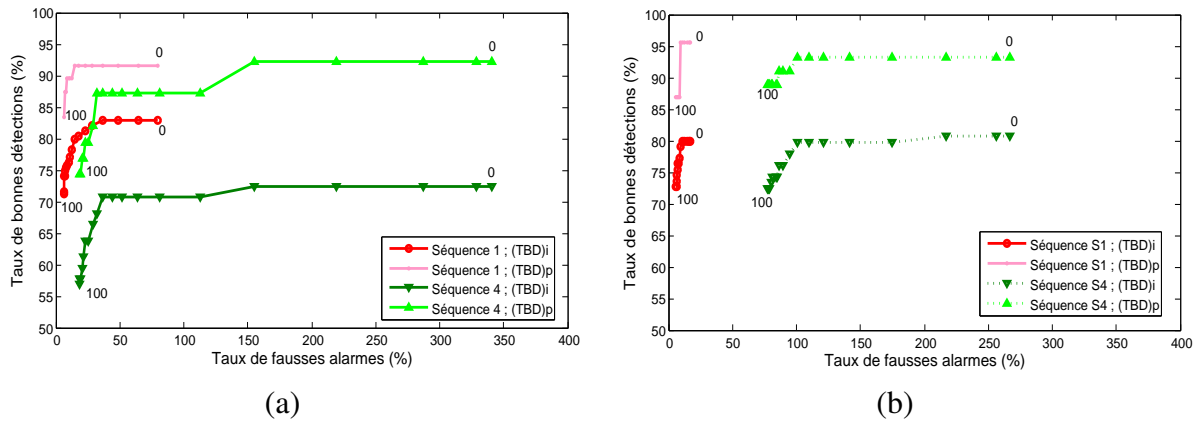 Taux de bonnes détections (%)
100
95
90
85
80
75
70
65
60
55
50
0
0
100
100
100
0
0
100
Séquence 1 ; (TBD)i
Séquence 1 ; (TBD)p
Séquence 4 ; (TBD)i
Séquence 4 ; (TBD)p
0 50 100 150 200 250 300 350 400
Taux de fausses alarmes (%)
(a)
Taux de bonnes détections (%)
100
95
90
85
80
75
70
65
60
55
50
0
0
100
100
0
0
100
100
Séquence S1 ; (TBD)i
Séquence S1 ; (TBD)p
Séquence S4 ; (TBD)i
Séquence S4 ; (TBD)p
0 50 100 150 200 250 300 350 400
Taux de fausses alarmes (%)
(b)